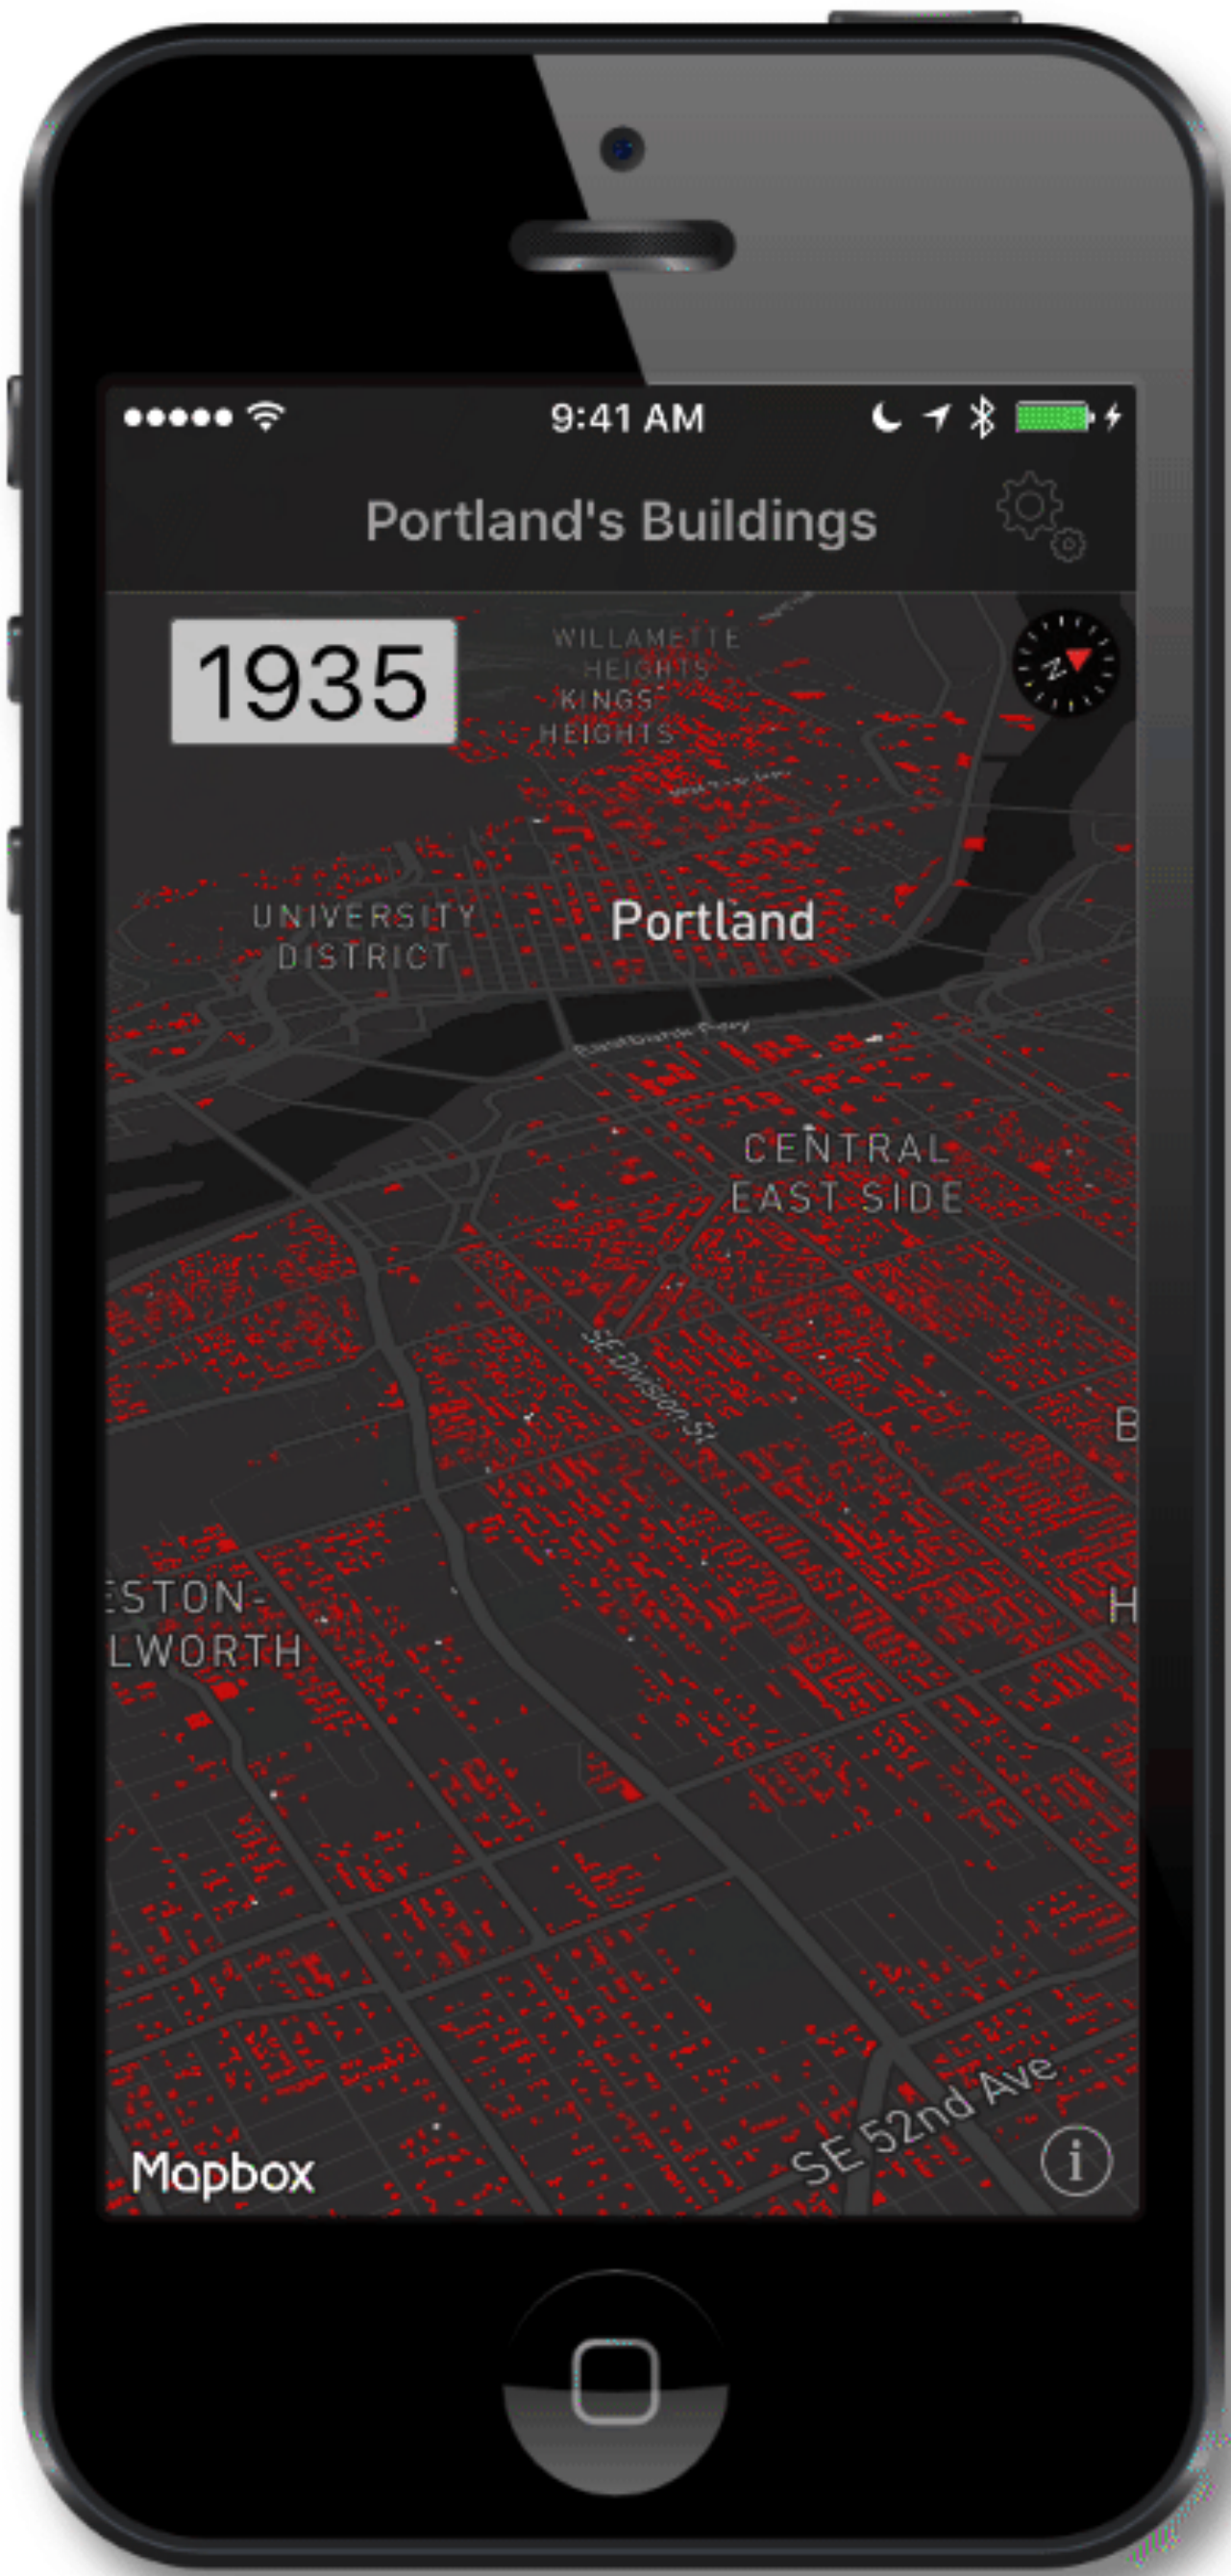 9:41 AM
Portland's Buildings
1935
WILLAMETTE
HEIGHTS
KINGS
HEIGHTS
N
UNIVERSITY
DISTRICT
Portland
CENTRAL
EAST SIDE
SE Division St
B
ESTON-
LWORTH
H
SE 52nd Ave
Mapbox
i